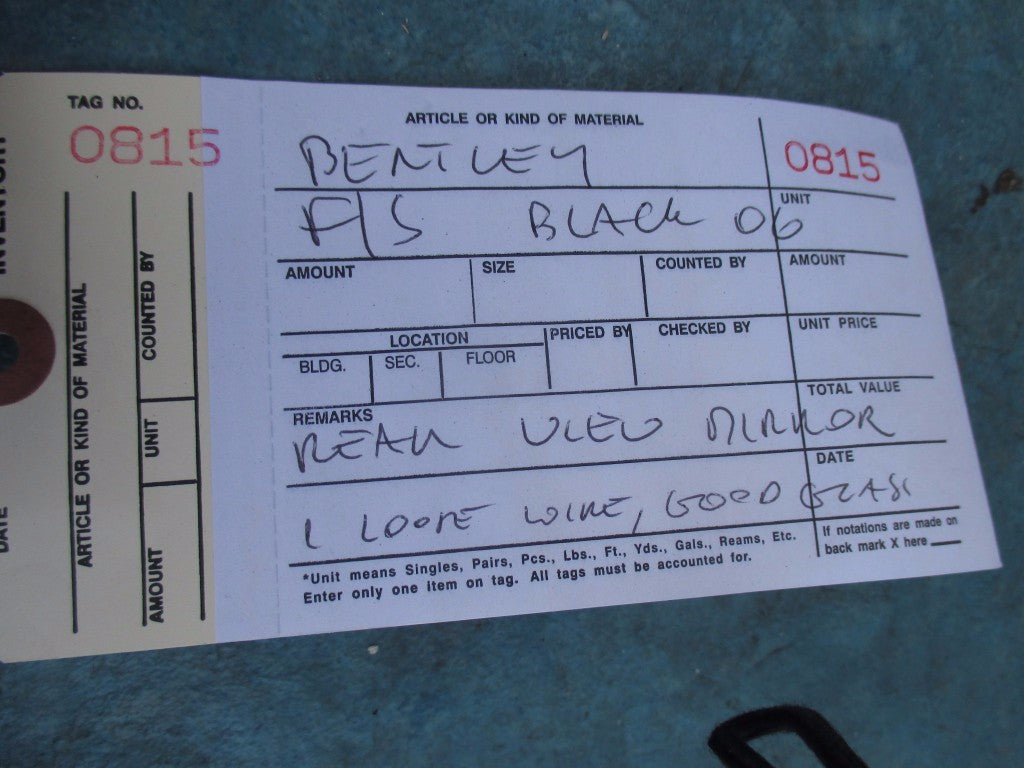 TAG NO.
0815
INVENTORY
DATE
ARTICLE OR KIND OF MATERIAL
COUNTED BY
UNIT
AMOUNT
ARTICLE OR KIND OF MATERIAL
BENTLEY
0815
F/S BLACK 06
UNIT
AMOUNT SIZE COUNTED BY AMOUNT
LOCATION PRICED BY CHECKED BY UNIT PRICE
BLDG. SEC. FLOOR
REMARKS TOTAL VALUE
REAR VIEW MIRROR
DATE
1 LOOSE WIRE, GOOD GLASS
*Unit means Singles, Pairs, Pcs., Lbs., Ft., Yds., Gals., Reams, Etc.
Enter only one item on tag. All tags must be accounted for.
If notations are made on
back mark X here